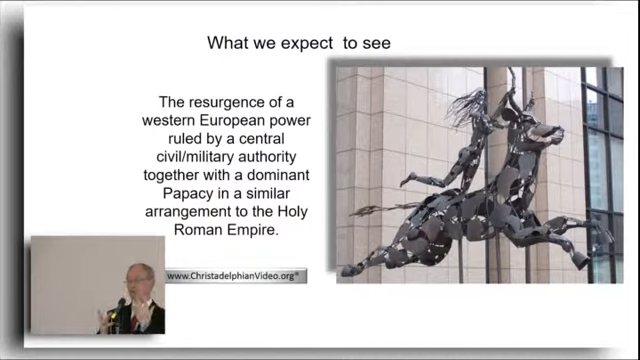 What we expect  to see
The resurgence of a
western European power
ruled by a central
civil/military authority
together with a dominant
Papacy in a similar
arrangement to the Holy
Roman Empire.
www.ChristadelphianVideo.org®